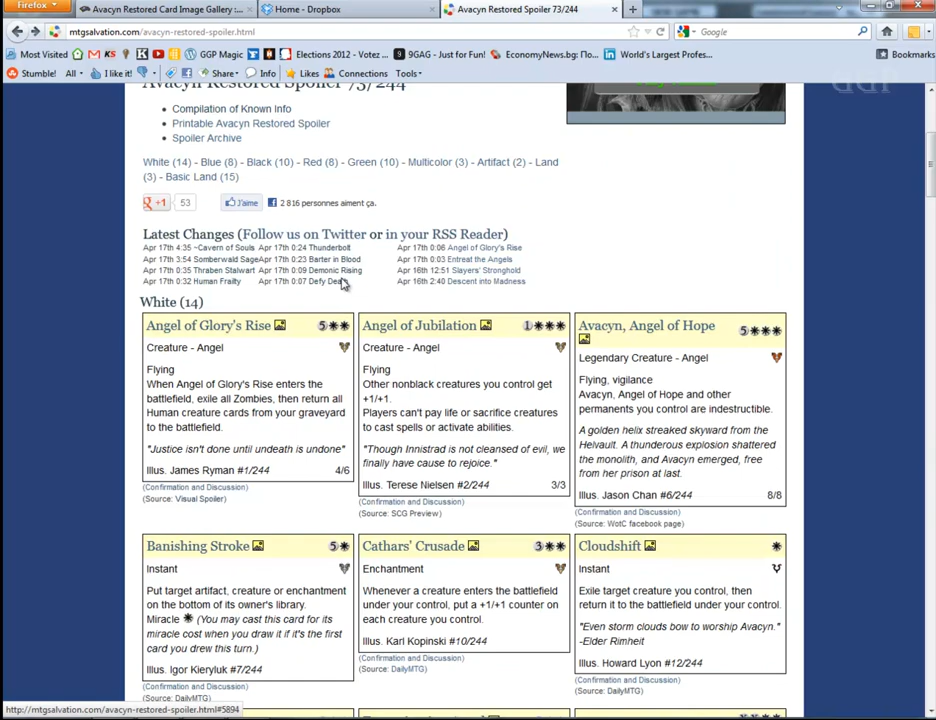 Firefox
Avacyn Restored Card Image Gallery : ...
Home - Dropbox
Avacyn Restored Spoiler 73/244
mtgsalvation.com/avacyn-restored-spoiler.html
Google
Most Visited
GGP Magic
Elections 2012 - Votez ...
9GAG - Just for Fun!
EconomyNews.bg: По...
World's Largest Profes...
Bookmarks
Stumble! All I like it! Share Info Likes Connections Tools
Avacyn Restored Spoiler 73/244
Compilation of Known Info
Printable Avacyn Restored Spoiler
Spoiler Archive
White (14) - Blue (8) - Black (10) - Red (8) - Green (10) - Multicolor (3) - Artifact (2) - Land
(3) - Basic Land (15)
+1 53 J'aime 2 816 personnes aiment ça.
Latest Changes (Follow us on Twitter or in your RSS Reader)
Apr 17th 4:35 ~Cavern of Souls Apr 17th 0:24 Thunderbolt Apr 17th 0:06 Angel of Glory's Rise
Apr 17th 3:54 Somberwald Sage Apr 17th 0:23 Barter in Blood Apr 17th 0:03 Entreat the Angels
Apr 17th 0:35 Thraben Stalwart Apr 17th 0:09 Demonic Rising Apr 16th 12:51 Slayers' Stronghold
Apr 17th 0:32 Human Frailty Apr 17th 0:07 Defy Death Apr 16th 2:40 Descent into Madness
White (14)
Angel of Glory's Rise 5
Creature - Angel
Flying
When Angel of Glory's Rise enters the
battlefield, exile all Zombies, then return all
Human creature cards from your graveyard
to the battlefield.
"Justice isn't done until undeath is undone"
Illus. James Ryman #1/244 4/6
(Confirmation and Discussion)
(Source: Visual Spoiler)
Angel of Jubilation 1
Creature - Angel
Flying
Other nonblack creatures you control get
+1/+1.
Players can't pay life or sacrifice creatures
to cast spells or activate abilities.
"Though Innistrad is not cleansed of evil, we
finally have cause to rejoice."
Illus. Terese Nielsen #2/244 3/3
(Confirmation and Discussion)
(Source: SCG Preview)
Avacyn, Angel of Hope 5
Legendary Creature - Angel
Flying, vigilance
Avacyn, Angel of Hope and other
permanents you control are indestructible.
A golden helix streaked skyward from the
Helvault. A thunderous explosion shattered
the monolith, and Avacyn emerged, free
from her prison at last.
Illus. Jason Chan #6/244 8/8
(Confirmation and Discussion)
(Source: WotC facebook page)
Banishing Stroke 5
Instant
Put target artifact, creature or enchantment
on the bottom of its owner's library.
Miracle (You may cast this card for its
miracle cost when you draw it if it's the first
card you drew this turn.)
Illus. Igor Kieryluk #7/244
(Confirmation and Discussion)
(Source: DailyMTG)
Cathars' Crusade 3
Enchantment
Whenever a creature enters the battlefield
under your control, put a +1/+1 counter on
each creature you control.
Illus. Karl Kopinski #10/244
(Confirmation and Discussion)
(Source: DailyMTG)
Cloudshift
Instant
Exile target creature you control, then
return it to the battlefield under your control.
"Even storm clouds bow to worship Avacyn."
-Elder Rimheit
Illus. Howard Lyon #12/244
(Confirmation and Discussion)
(Source: DailyMTG)
http://mtgsalvation.com/avacyn-restored-spoiler.html#5894